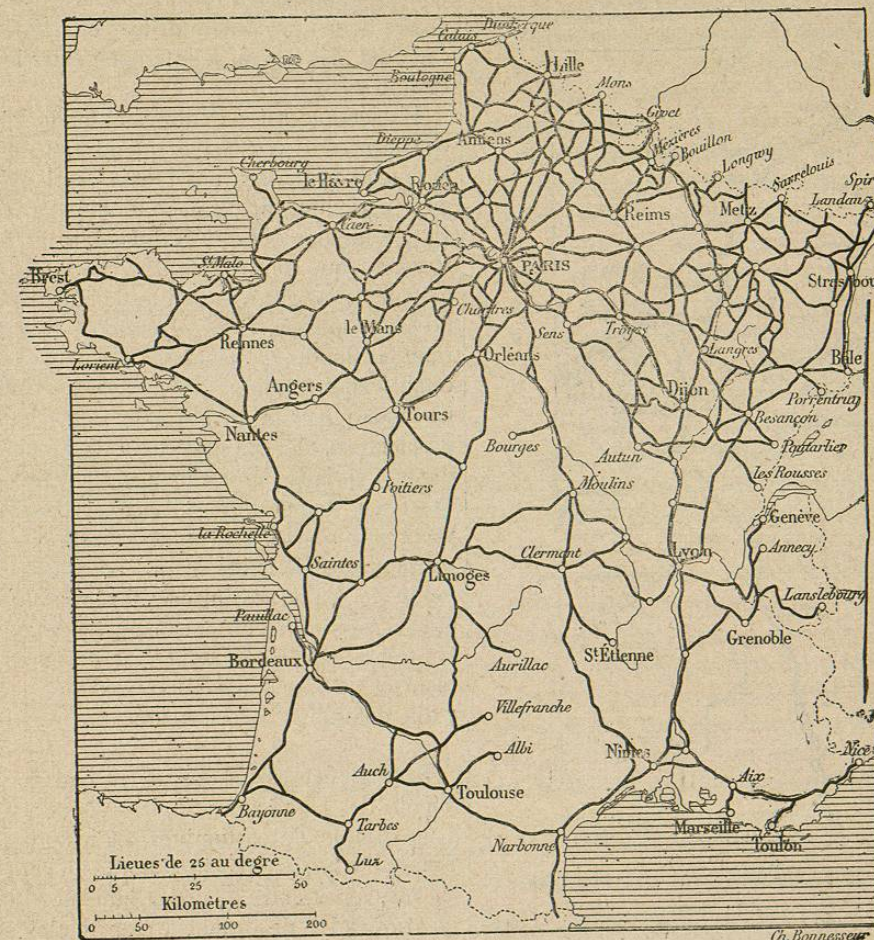 Dunkerque
Calais
Lille
Boulogne
Mons
Givet
Dieppe
Amiens
Mézières
Bouillon
Cherbourg
Longwy
le Hâvre
Rouen
Sarrelouis
Spir
Landau
Reims
Metz
Caen
PARIS
St. Malo
Brest
Strasbou
Chartres
le Mans
Sens
Troyes
Rennes
Orléans
Langres
Lorient
Bâle
Angers
Dijon
Porrentruy
Tours
Besançon
Nantes
Bourges
Pontarlier
Autun
Poitiers
Moulins
les Rousses
Genève
la Rochelle
Annecy
Saintes
Clermont
Lyon
Limoges
Lanslebourg
Pauillac
Grenoble
Bordeaux
Aurillac
St. Étienne
Villefranche
Albi
Nîmes
Nice
Auch
Aix
Toulouse
Bayonne
Tarbes
Marseille
Narbonne
Toulon
Lux
Lieues de 25 au degré
0 5 25 50
Kilomètres
0 50 100 200
Ch. Bonnesseur